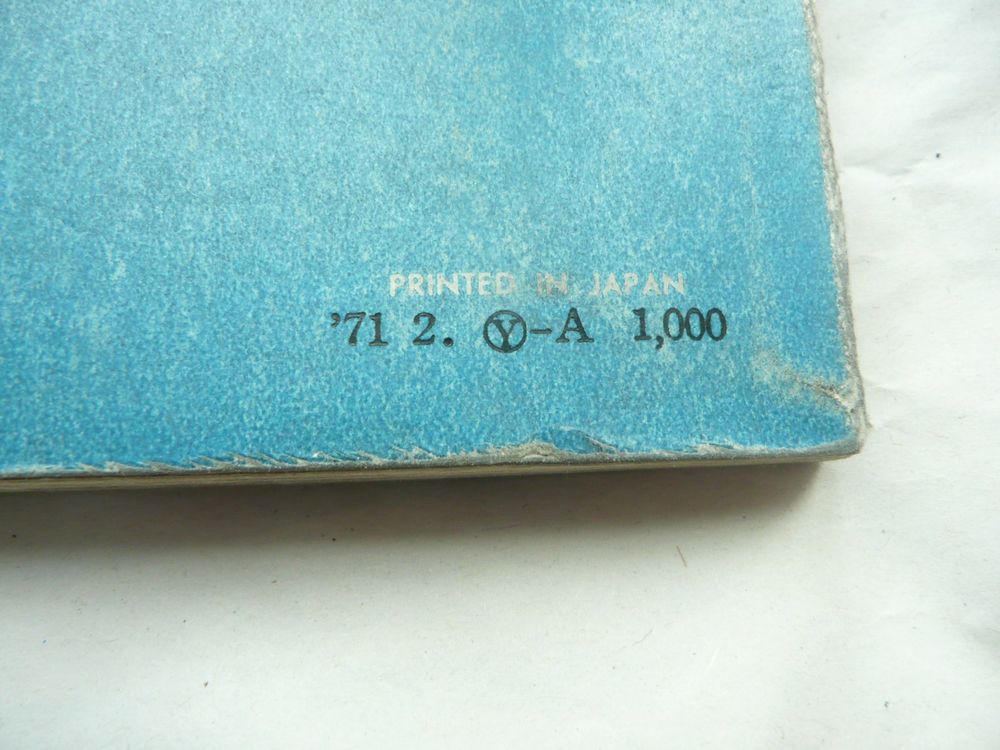 PRINTED IN JAPAN
'71 2. Ⓨ-A 1,000